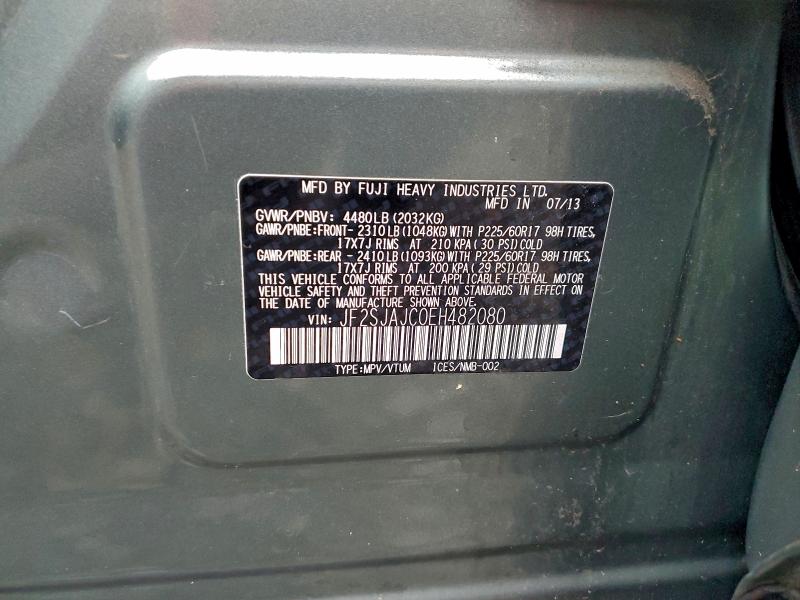 MFD BY FUJI HEAVY INDUSTRIES LTD.
MFD IN 07/13
GVWR/PNBV: 4480LB(2032KG)
GAWR/PNBE:FRONT- 2310LB(1048KG)WITH P225/60R17 98H TIRES,
17X7J RIMS AT 210 KPA(30 PSI)COLD
GAWR/PNBE:REAR - 2410LB(1093KG)WITH P225/60R17 98H TIRES,
17X7J RIMS AT 200 KPA(29 PSI)COLD
THIS VEHICLE CONFORMS TO ALL APPLICABLE FEDERAL MOTOR
VEHICLE SAFETY AND THEFT PREVENTION STANDARDS IN EFFECT ON
THE DATE OF MANUFACTURE SHOWN ABOVE.
VIN: JF2SJAJC0EH482080
TYPE:MPV/VTUM ICES/NMB-002